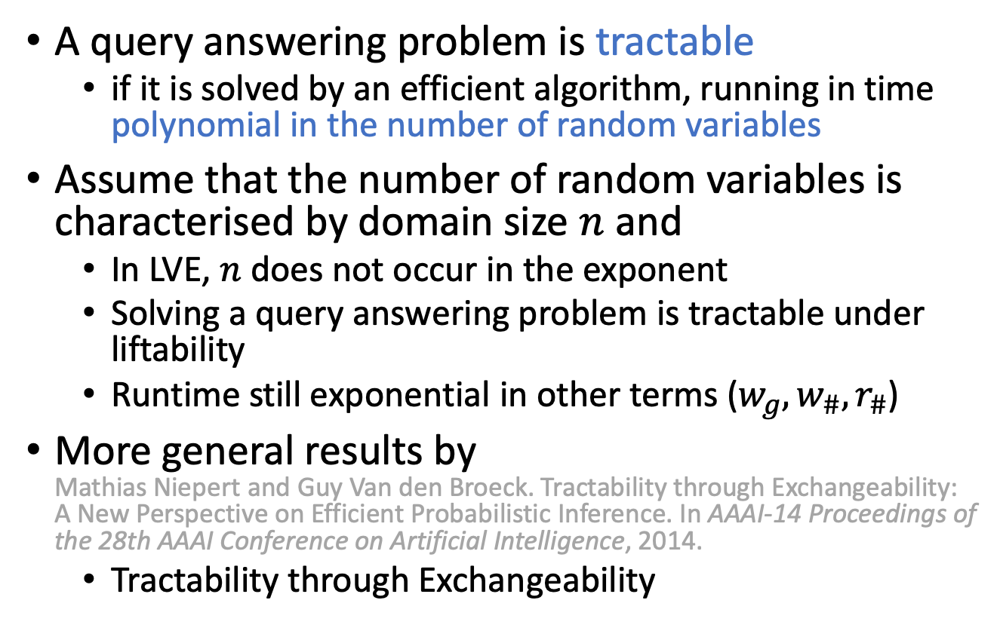 • A query answering problem is tractable
• if it is solved by an efficient algorithm, running in time
polynomial in the number of random variables
• Assume that the number of random variables is
characterised by domain size n and
• In LVE, n does not occur in the exponent
• Solving a query answering problem is tractable under
liftability
• Runtime still exponential in other terms (w_g, w_#, r_#)
• More general results by
Mathias Niepert and Guy Van den Broeck. Tractability through Exchangeability:
A New Perspective on Efficient Probabilistic Inference. In AAAI-14 Proceedings of
the 28th AAAI Conference on Artificial Intelligence, 2014.
• Tractability through Exchangeability